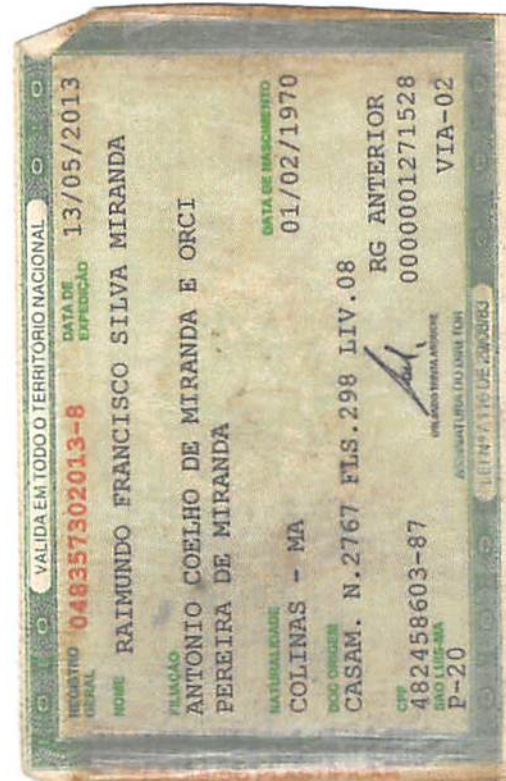 VALIDA EM TODO O TERRITÓRIO NACIONAL
REGISTRO GERAL 048357302013-8 DATA DE EXPEDIÇÃO 13/05/2013
NOME RAIMUNDO FRANCISCO SILVA MIRANDA
FILIAÇÃO
ANTONIO COELHO DE MIRANDA E ORCI
PEREIRA DE MIRANDA
NATURALIDADE DATA DE NASCIMENTO
COLINAS - MA 01/02/1970
DOC ORIGEM
CASAM. N.2767 FLS.298 LIV.08
RG ANTERIOR
CPF 482458603-87 0000001271528
SAO LUIS-MA
P-20 VIA-02
ASSINATURA DO DIRETOR
LEI Nº 7.116 DE 29/08/83